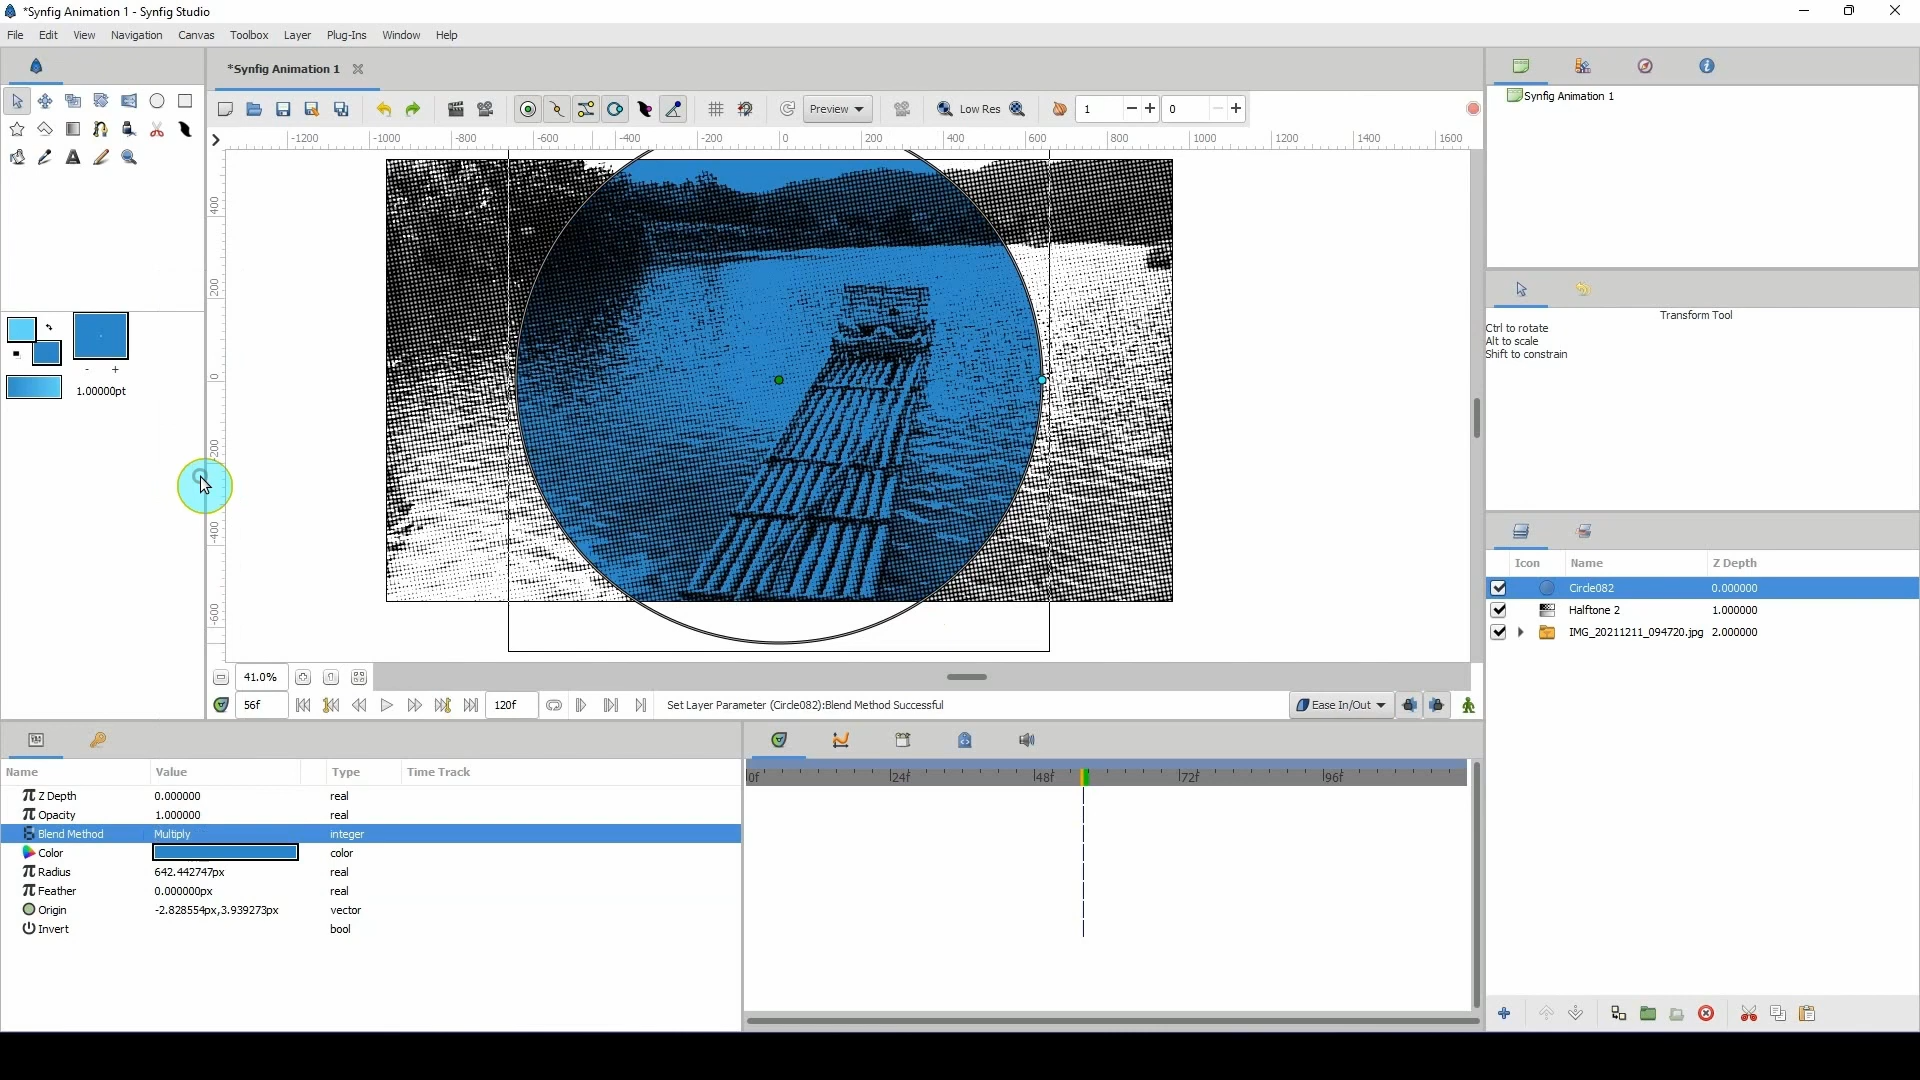 *Synfig Animation 1 - Synfig Studio
File Edit View Navigation Canvas Toolbox Layer Plug-Ins Window Help
*Synfig Animation 1
Preview Low Res 1 0
-1200 -1000 -800 -600 -400 -200 0 200 400 600 800 1000 1200 1400 1600
400
200
0
-200
-400
-600
1.00000pt
41.0%
56f 120f Set Layer Parameter (Circle082):Blend Method Successful Ease In/Out
Name Value Type Time Track
Z Depth 0.000000 real
Opacity 1.000000 real
Blend Method Multiply integer
Color color
Radius 642.442747px real
Feather 0.000000px real
Origin -2.828554px,3.939273px vector
Invert bool
0f 24f 48f 72f 96f
Synfig Animation 1
Transform Tool
Ctrl to rotate
Alt to scale
Shift to constrain
Icon Name Z Depth
Circle082 0.000000
Halftone 2 1.000000
IMG_20211211_094720.jpg 2.000000